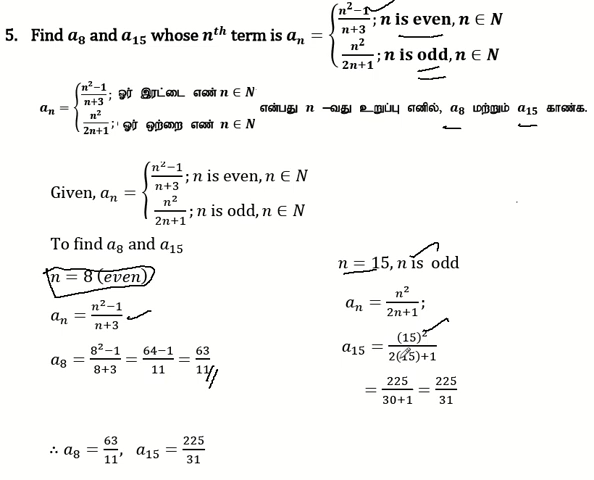 5. Find a₈ and a₁₅ whose nᵗʰ term is aₙ = { (n²−1)/(n+3) ; n is even, n ∈ N
n²/(2n+1) ; n is odd, n ∈ N
aₙ = { (n²−1)/(n+3) ; ஓர் இரட்டை எண் n ∈ N
n²/(2n+1) ; ஓர் ஒற்றை எண் n ∈ N
என்பது n –வது உறுப்பு எனில், a₈ மற்றும் a₁₅ காண்க.
Given, aₙ = { (n²−1)/(n+3) ; n is even, n ∈ N
n²/(2n+1) ; n is odd, n ∈ N
To find a₈ and a₁₅
n = 8 (even)
aₙ = (n²−1)/(n+3)
a₈ = (8²−1)/(8+3) = (64−1)/11 = 63/11
n = 15, n is odd
aₙ = n²/(2n+1) ;
a₁₅ = (15)²/(2(15)+1)
= 225/(30+1) = 225/31
∴ a₈ = 63/11, a₁₅ = 225/31